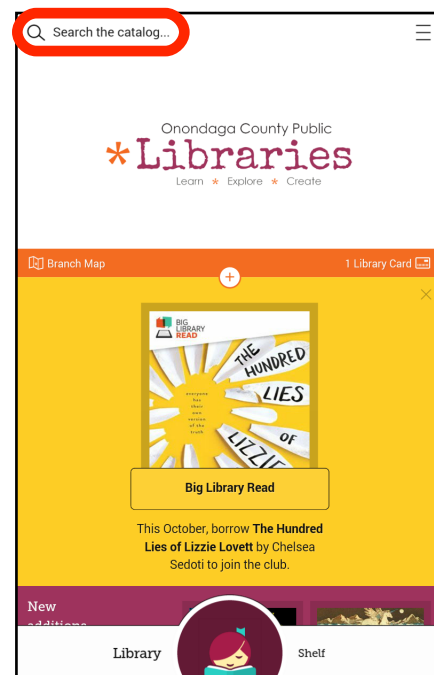 Search the catalog...
Onondaga County Public
*Libraries
Learn * Explore * Create
Branch Map
1 Library Card
BIG
LIBRARY
READ
THE
HUNDRED
LIES
everyone
has
their
own
version
of the
truth
OF
LIZZIE
Big Library Read
This October, borrow The Hundred
Lies of Lizzie Lovett by Chelsea
Sedoti to join the club.
New
additions
Library
Shelf